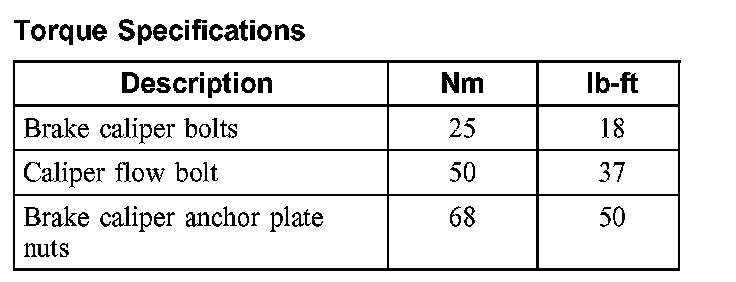 Torque Specifications
Description Nm lb-ft
Brake caliper bolts 25 18
Caliper flow bolt 50 37
Brake caliper anchor plate 68 50
nuts